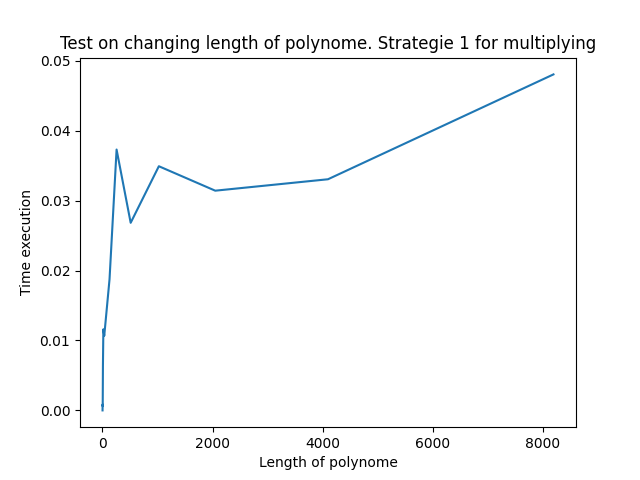 Test on changing length of polynome. Strategie 1 for multiplying
0.05
0.04
0.03
0.02
0.01
0.00
Time execution
0 2000 4000 6000 8000
Length of polynome